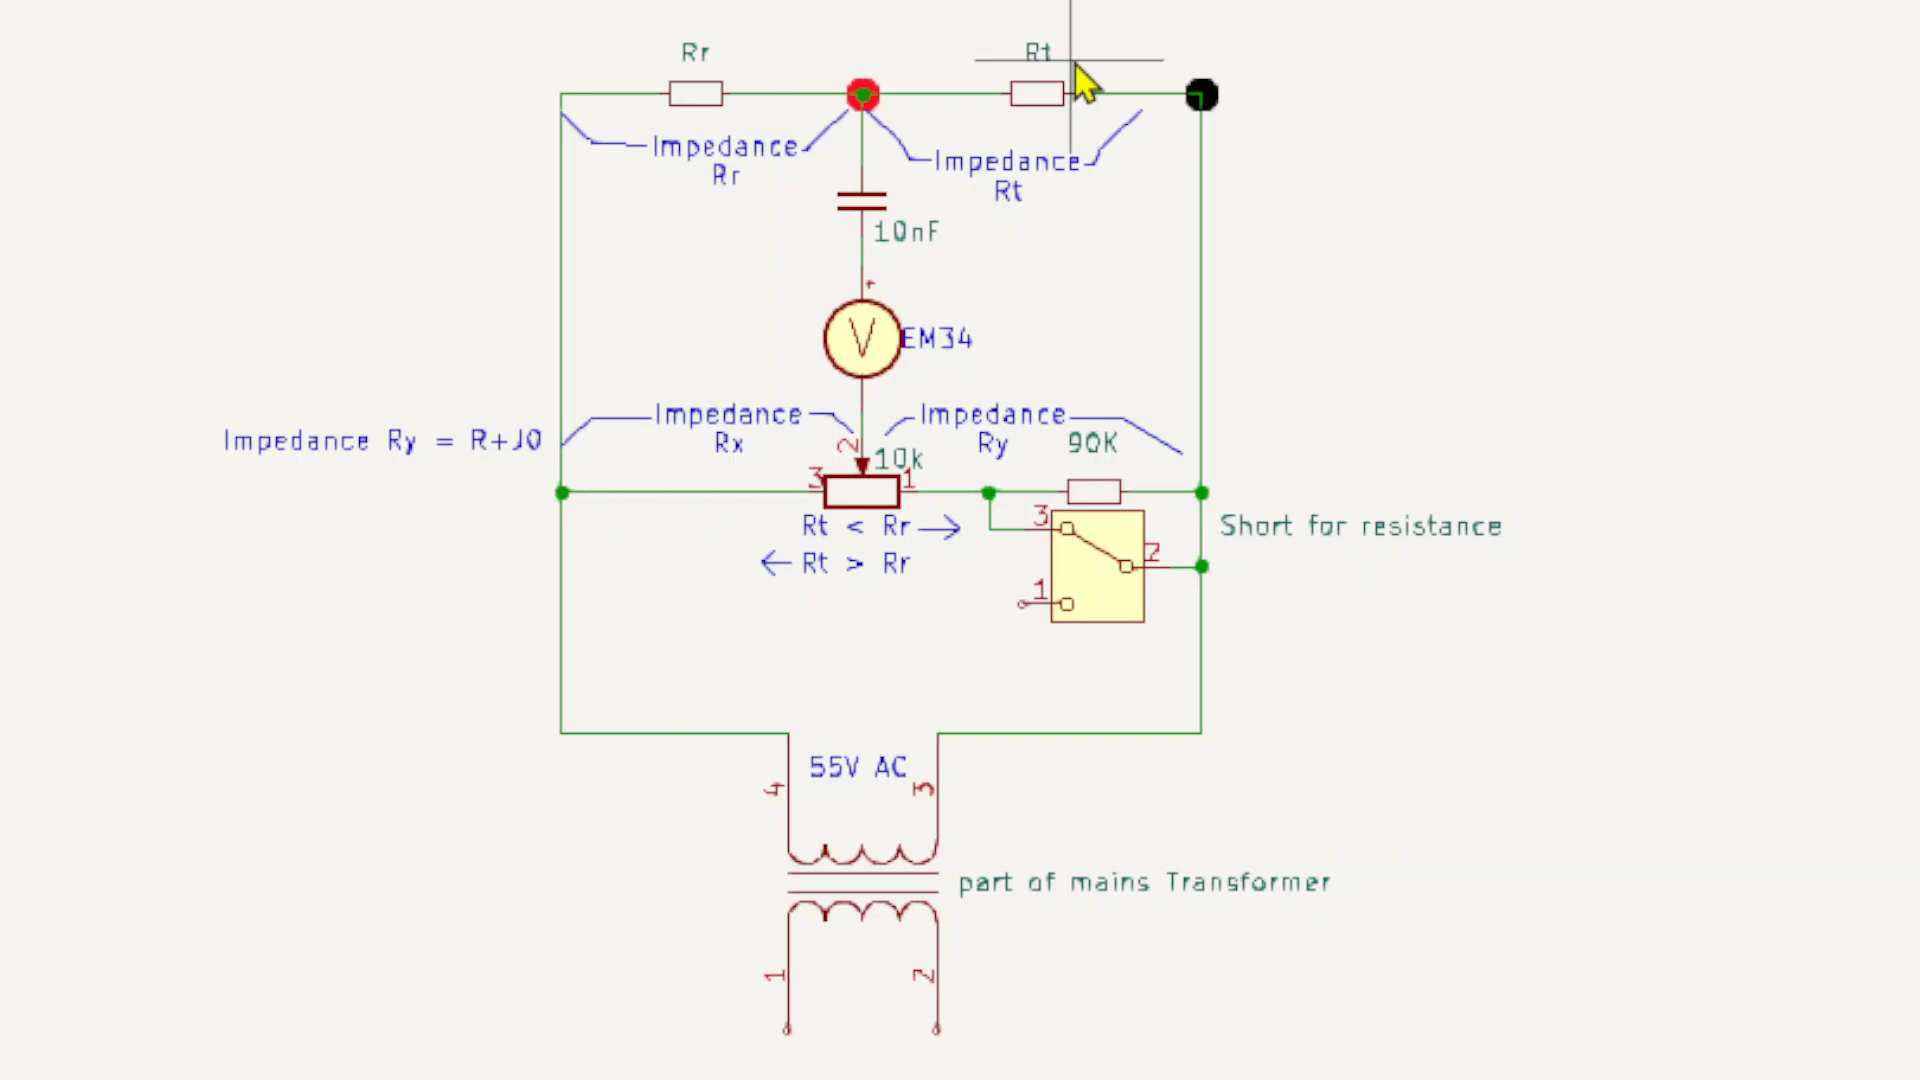 Rr
Rt
Impedance
Rr
Impedance
Rt
10nF
+
V
EM34
Impedance
Rx
Impedance
Ry
Impedance Ry = R+J0
90K
2
10k
3
1
Rt < Rr
Rt > Rr
3
2
1
Short for resistance
55V AC
4
3
part of mains Transformer
1
2